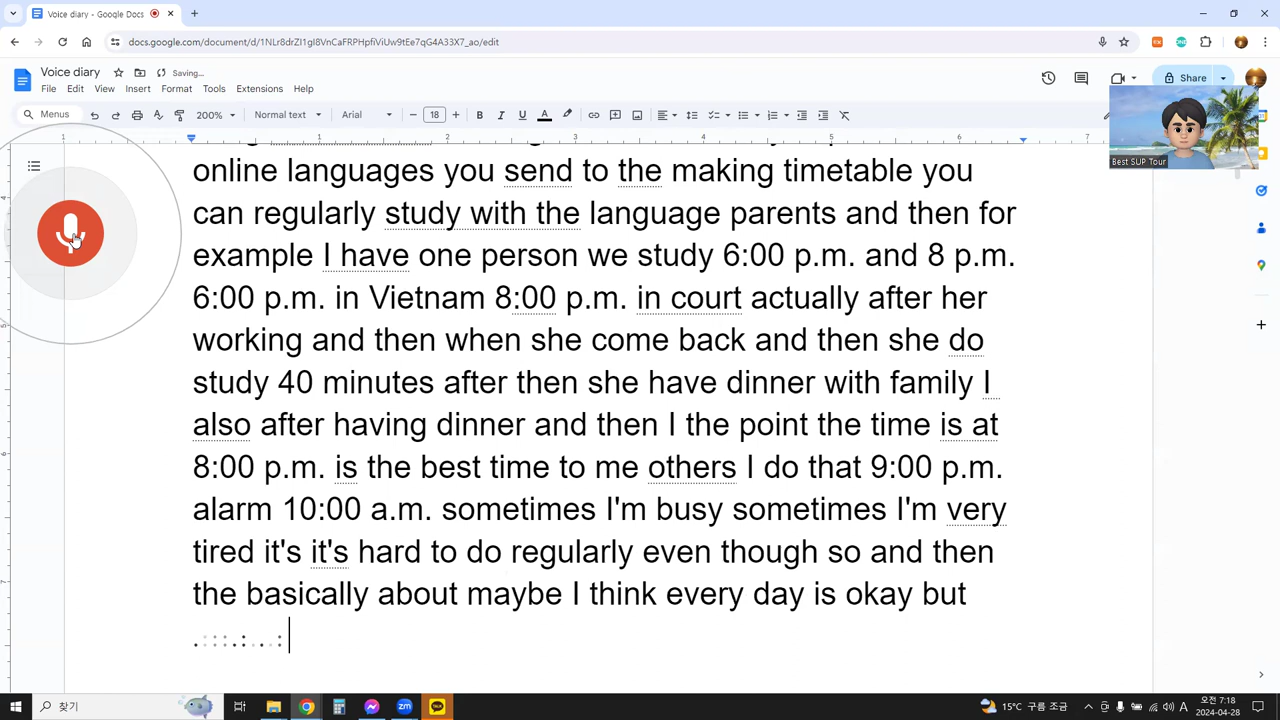 Voice diary - Google Docs
docs.google.com/document/d/1NLr8drZI1gI8VnCaFRPHpfiViUw9tEe7qG4A33X7_ao/edit
Voice diary
Saving...
File Edit View Insert Format Tools Extensions Help
Share
Menus
200%
Normal text
Arial
18
B I U A
1 1 2 3 4 5 6 7
Best SUP Tour
online languages you send to the making timetable you
can regularly study with the language parents and then for
example I have one person we study 6:00 p.m. and 8 p.m.
6:00 p.m. in Vietnam 8:00 p.m. in court actually after her
working and then when she come back and then she do
study 40 minutes after then she have dinner with family I
also after having dinner and then I the point the time is at
8:00 p.m. is the best time to me others I do that 9:00 p.m.
alarm 10:00 a.m. sometimes I'm busy sometimes I'm very
tired it's it's hard to do regularly even though so and then
the basically about maybe I think every day is okay but
찾기
15°C 구름 조금
A
오전 7:18
2024-04-28